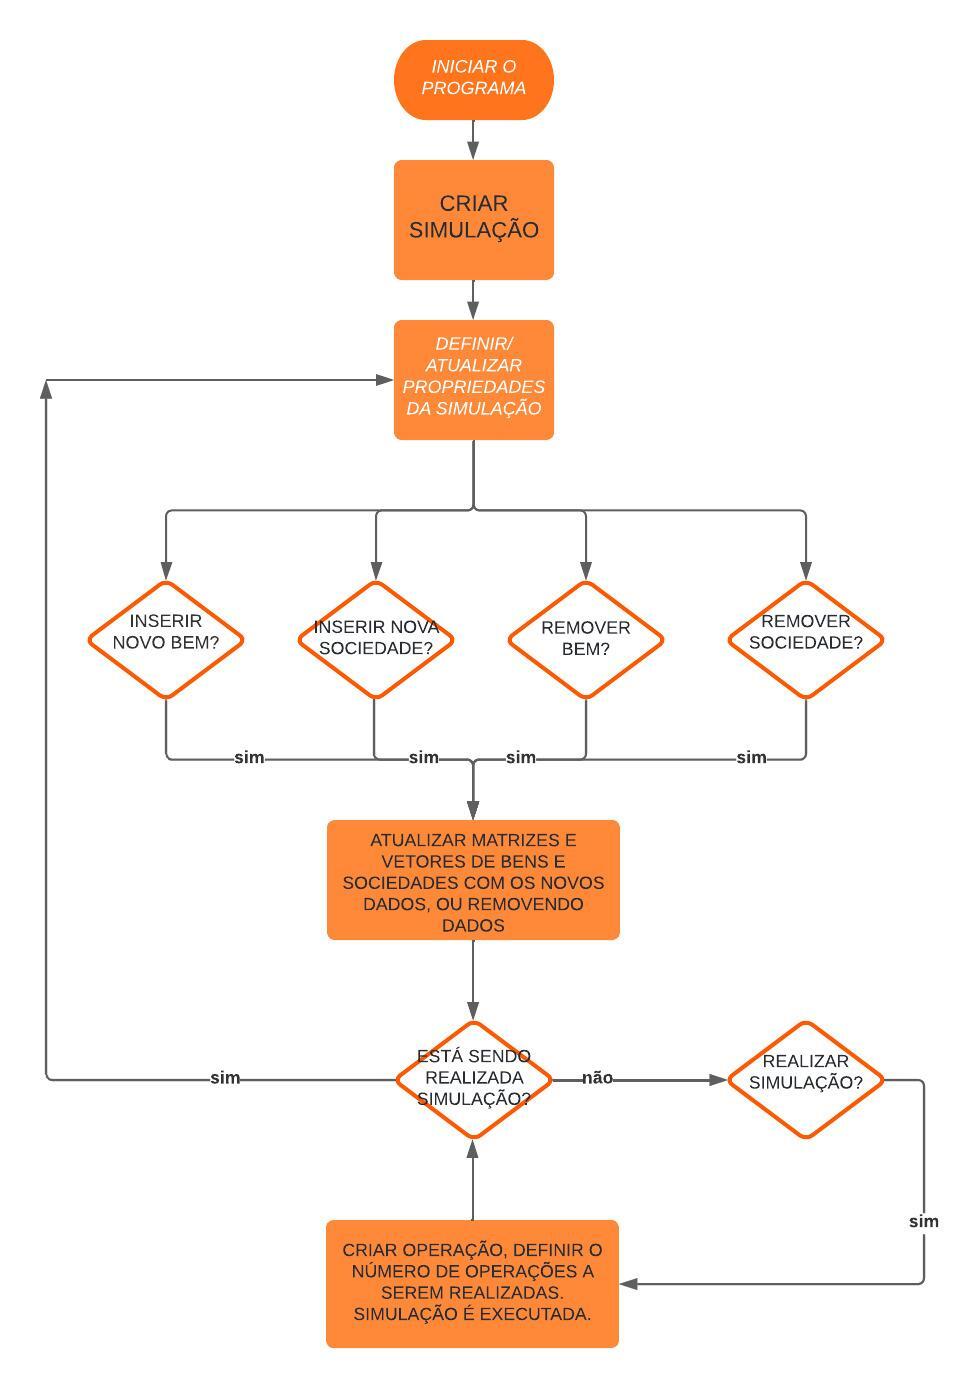 INICIAR O
PROGRAMA
CRIAR
SIMULAÇÃO
DEFINIR/
ATUALIZAR
PROPRIEDADES
DA SIMULAÇÃO
INSERIR
NOVO BEM?
INSERIR NOVA
SOCIEDADE?
REMOVER
BEM?
REMOVER
SOCIEDADE?
sim
sim
sim
sim
ATUALIZAR MATRIZES E
VETORES DE BENS E
SOCIEDADES COM OS NOVOS
DADOS, OU REMOVENDO
DADOS
sim
ESTÁ SENDO
REALIZADA
SIMULAÇÃO?
não
REALIZAR
SIMULAÇÃO?
sim
CRIAR OPERAÇÃO, DEFINIR O
NÚMERO DE OPERAÇÕES A
SEREM REALIZADAS.
SIMULAÇÃO É EXECUTADA.